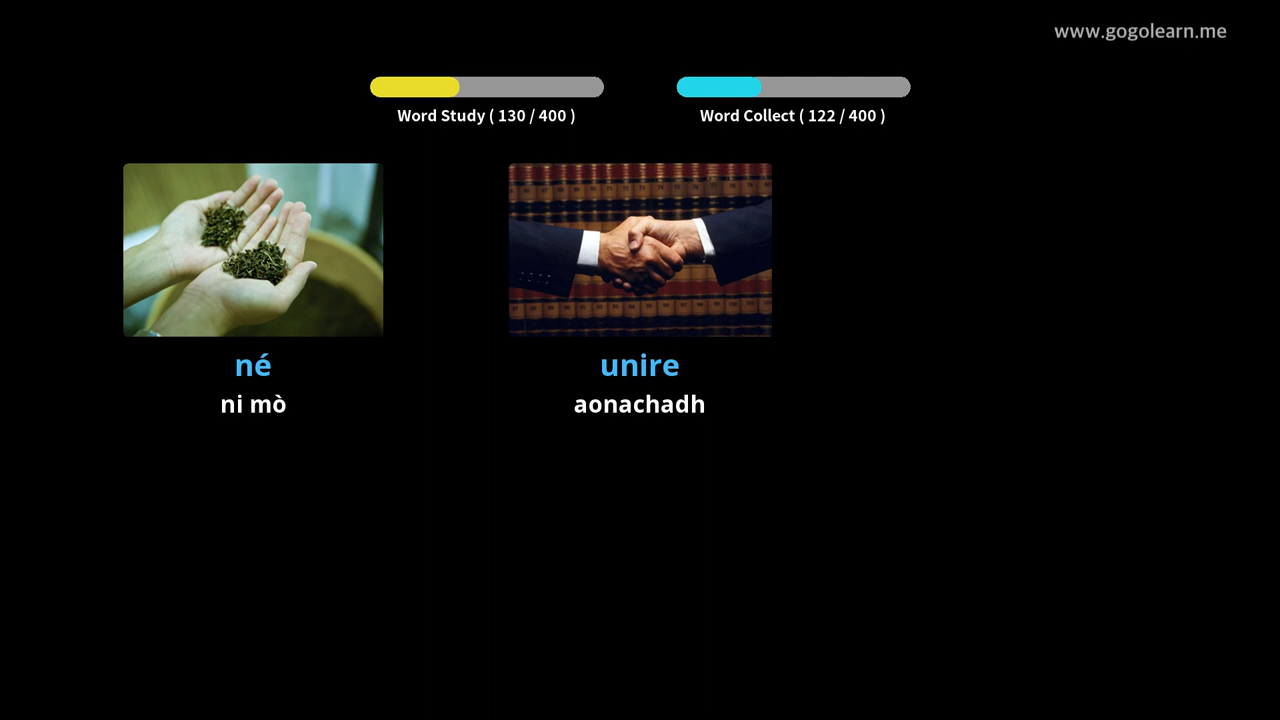 www.gogolearn.me
Word Study ( 130 / 400 )
Word Collect ( 122 / 400 )
né
ni mò
unire
aonachadh